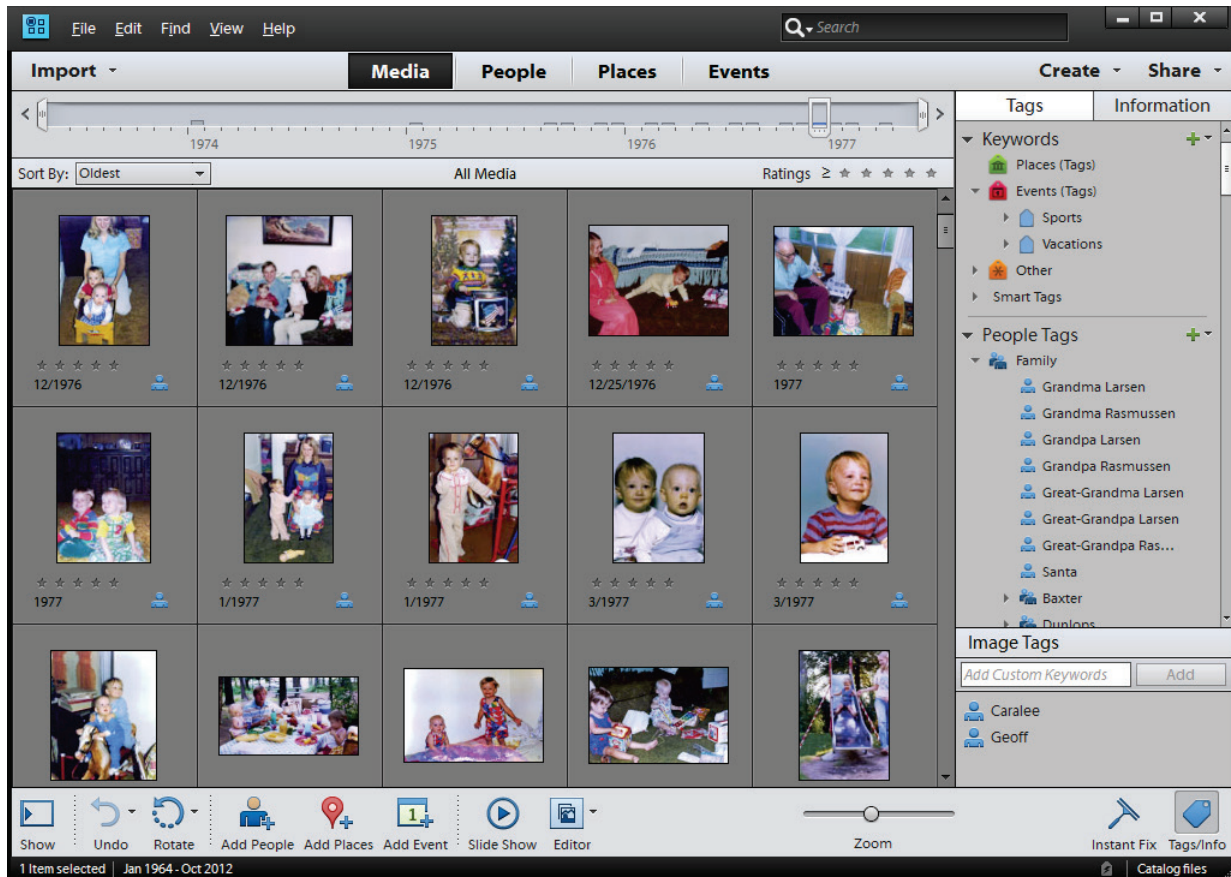 File Edit Find View Help
Search
Import
Media People Places Events
Create Share
1974 1975 1976 1977
Tags Information
Sort By: Oldest
All Media
Ratings ≥
Keywords
Places (Tags)
Events (Tags)
Sports
Vacations
Other
Smart Tags
12/1976 12/1976 12/1976 12/25/1976 1977
People Tags
Family
Grandma Larsen
Grandma Rasmussen
Grandpa Larsen
Grandpa Rasmussen
Great-Grandma Larsen
Great-Grandpa Larsen
Great-Grandpa Ras...
Santa
Baxter
Dunlops
1977 1/1977 1/1977 3/1977 3/1977
Image Tags
Add Custom Keywords Add
Caralee
Geoff
1
Show Undo Rotate Add People Add Places Add Event Slide Show Editor Zoom Instant Fix Tags/Info
1 Item selected Jan 1964 - Oct 2012 Catalog files